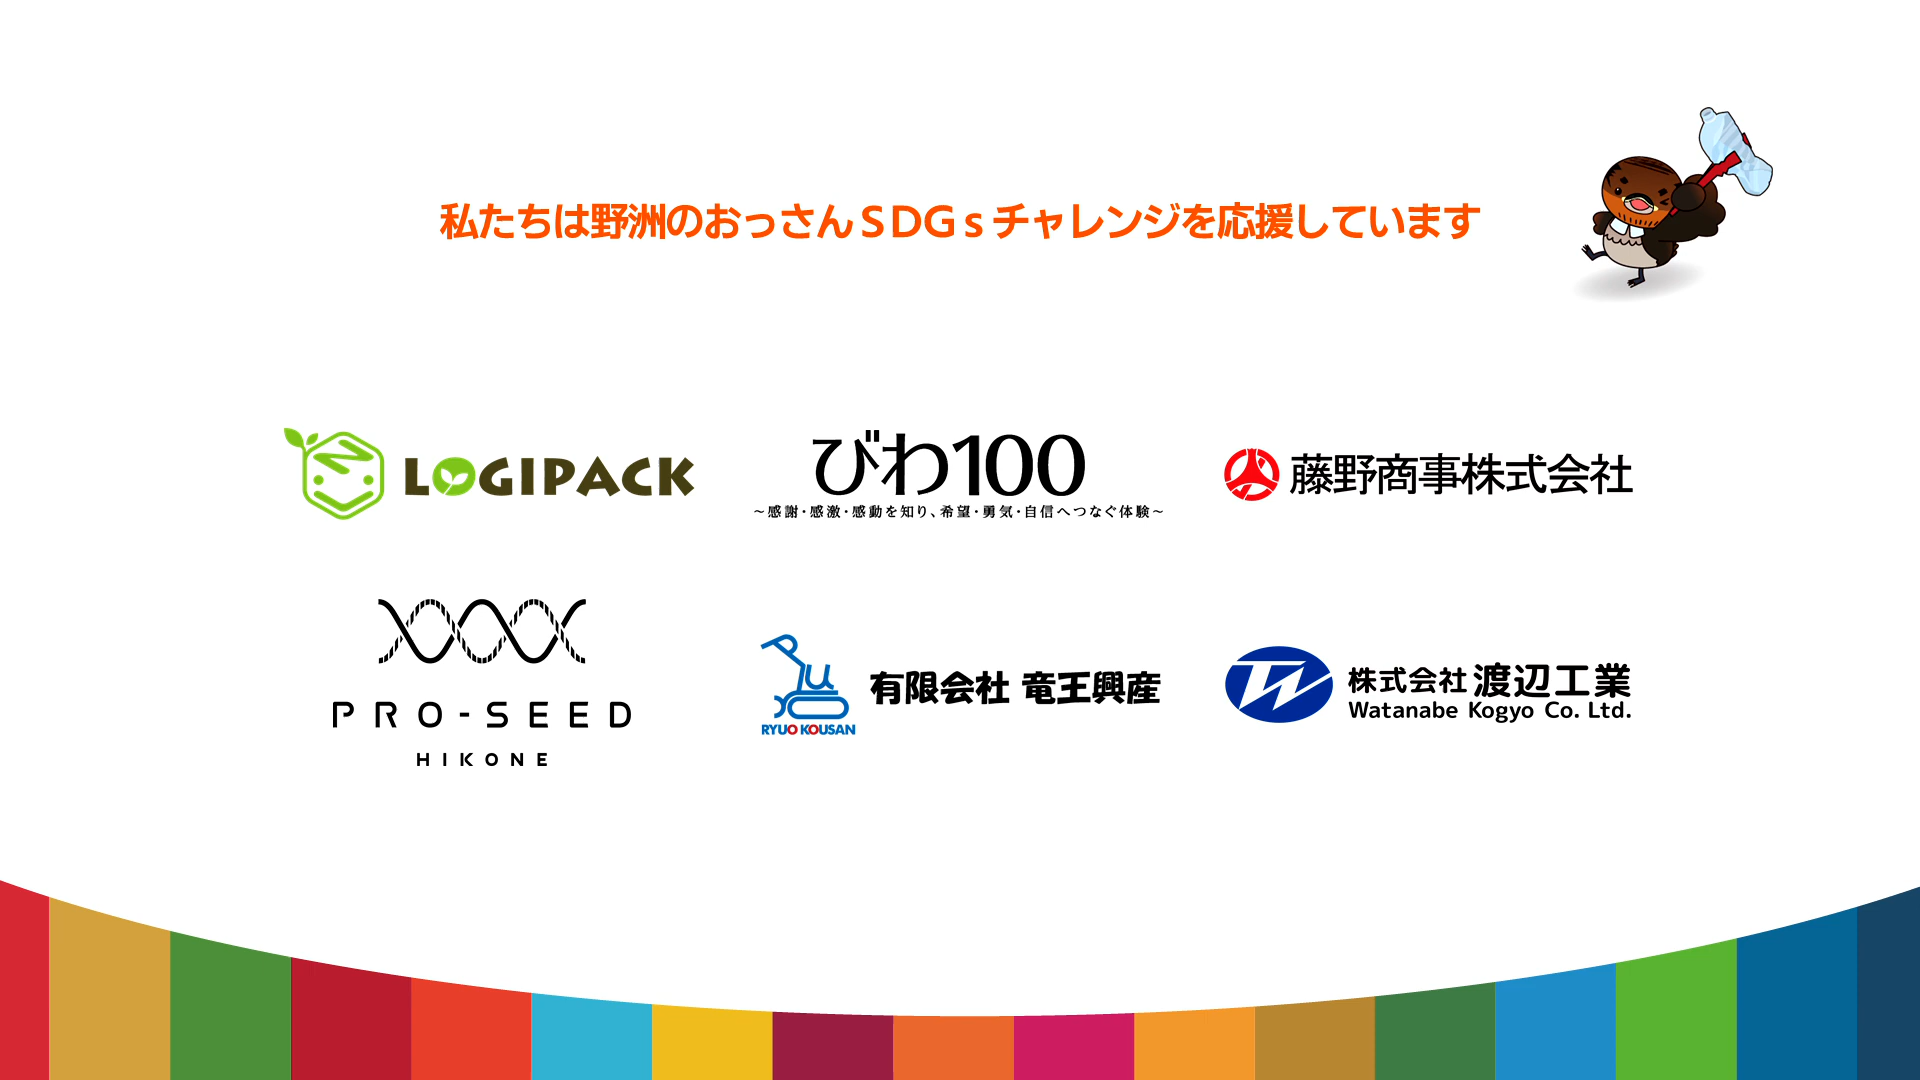 私たちは野洲のおっさんＳＤＧｓチャレンジを応援しています
LOGIPACK
びわ100
～感謝・感激・感動を知り、希望・勇気・自信へつなぐ体験～
藤野商事株式会社
PRO-SEED
HIKONE
RYUO KOUSAN
有限会社 竜王興産
株式会社 渡辺工業
Watanabe Kogyo Co. Ltd.